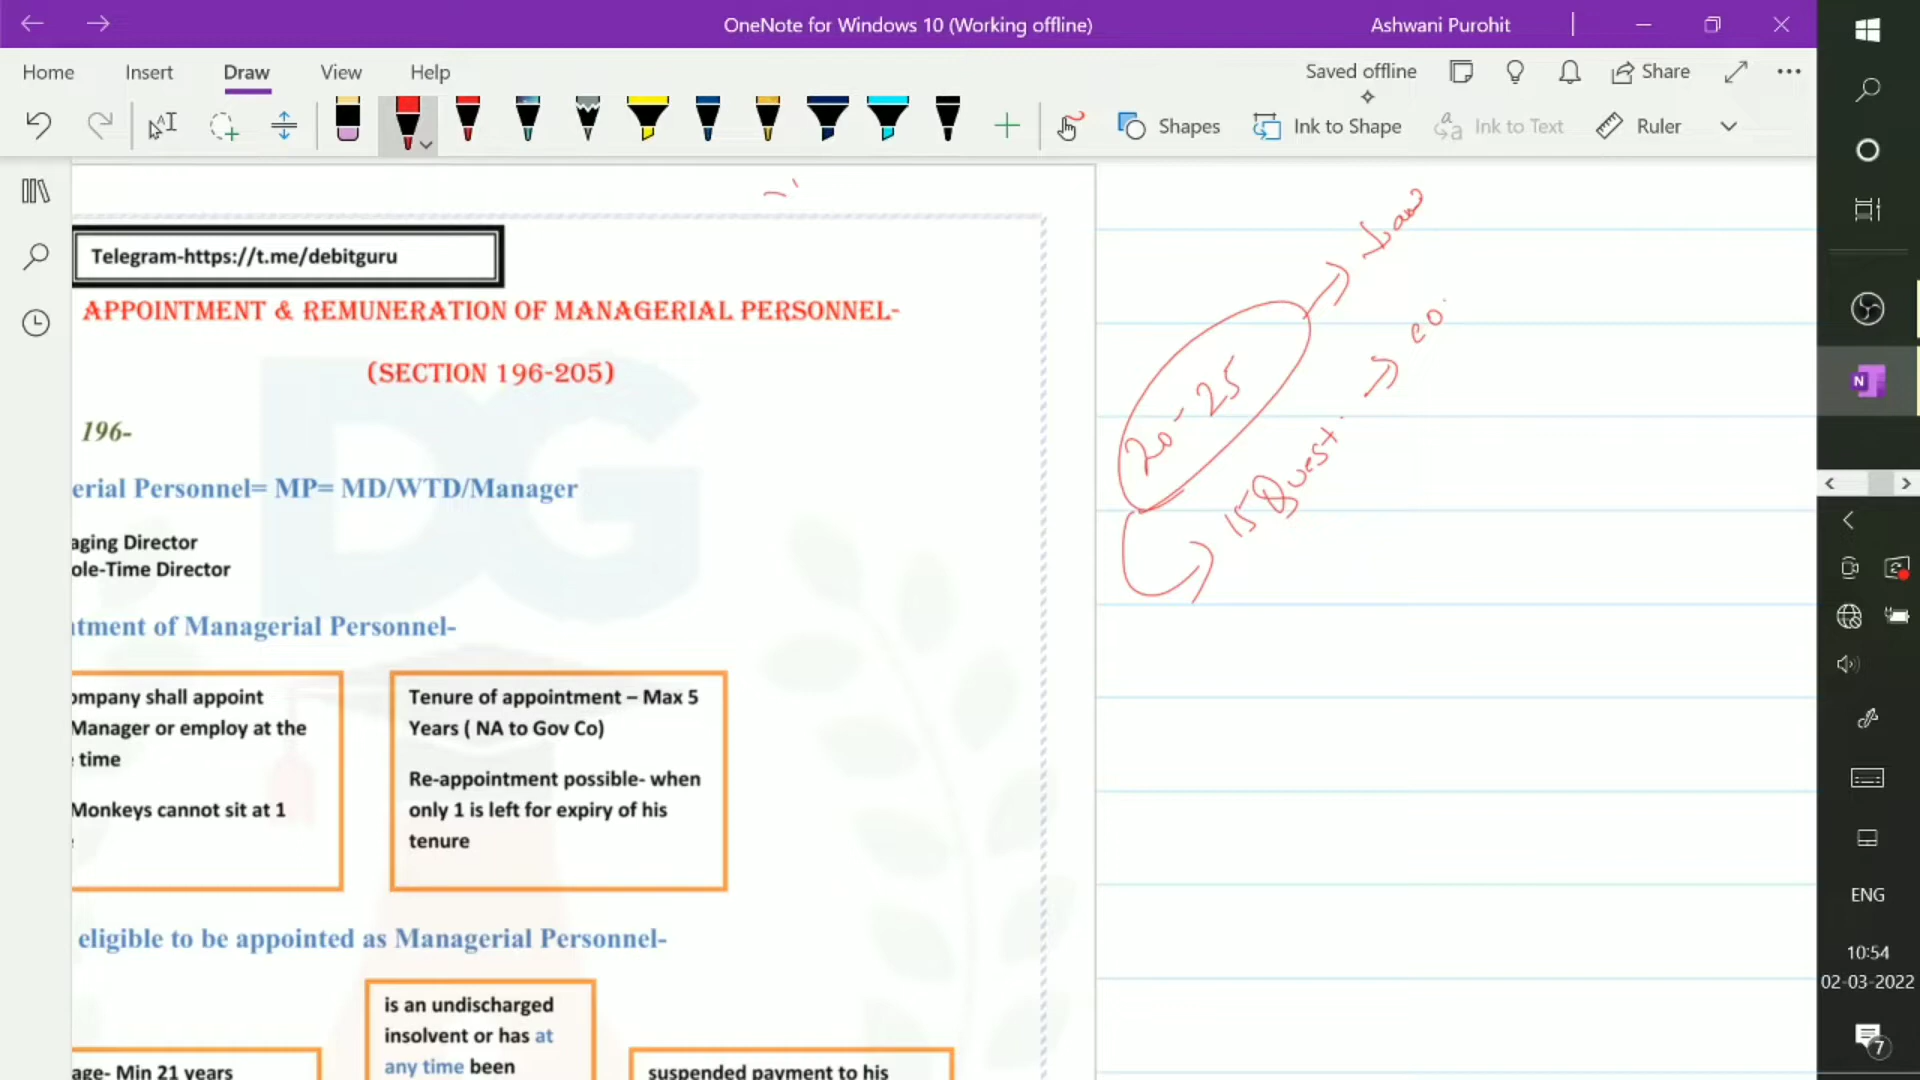 OneNote for Windows 10 (Working offline)
Ashwani Purohit
Home Insert Draw View Help
Saved offline
Share
Shapes
Ink to Shape
Ink to Text
Ruler
Telegram-https://t.me/debitguru
APPOINTMENT & REMUNERATION OF MANAGERIAL PERSONNEL-
(SECTION 196-205)
196-
erial Personnel= MP= MD/WTD/Manager
aging Director
ole-Time Director
tment of Managerial Personnel-
ompany shall appoint
Manager or employ at the
time
Monkeys cannot sit at 1
Tenure of appointment – Max 5
Years ( NA to Gov Co)
Re-appointment possible- when
only 1 is left for expiry of his
tenure
eligible to be appointed as Managerial Personnel-
age- Min 21 years
is an undischarged
insolvent or has at
any time been
suspended payment to his
DG
20-25
15 Quest.
co
N
ENG
10:54
02-03-2022
7